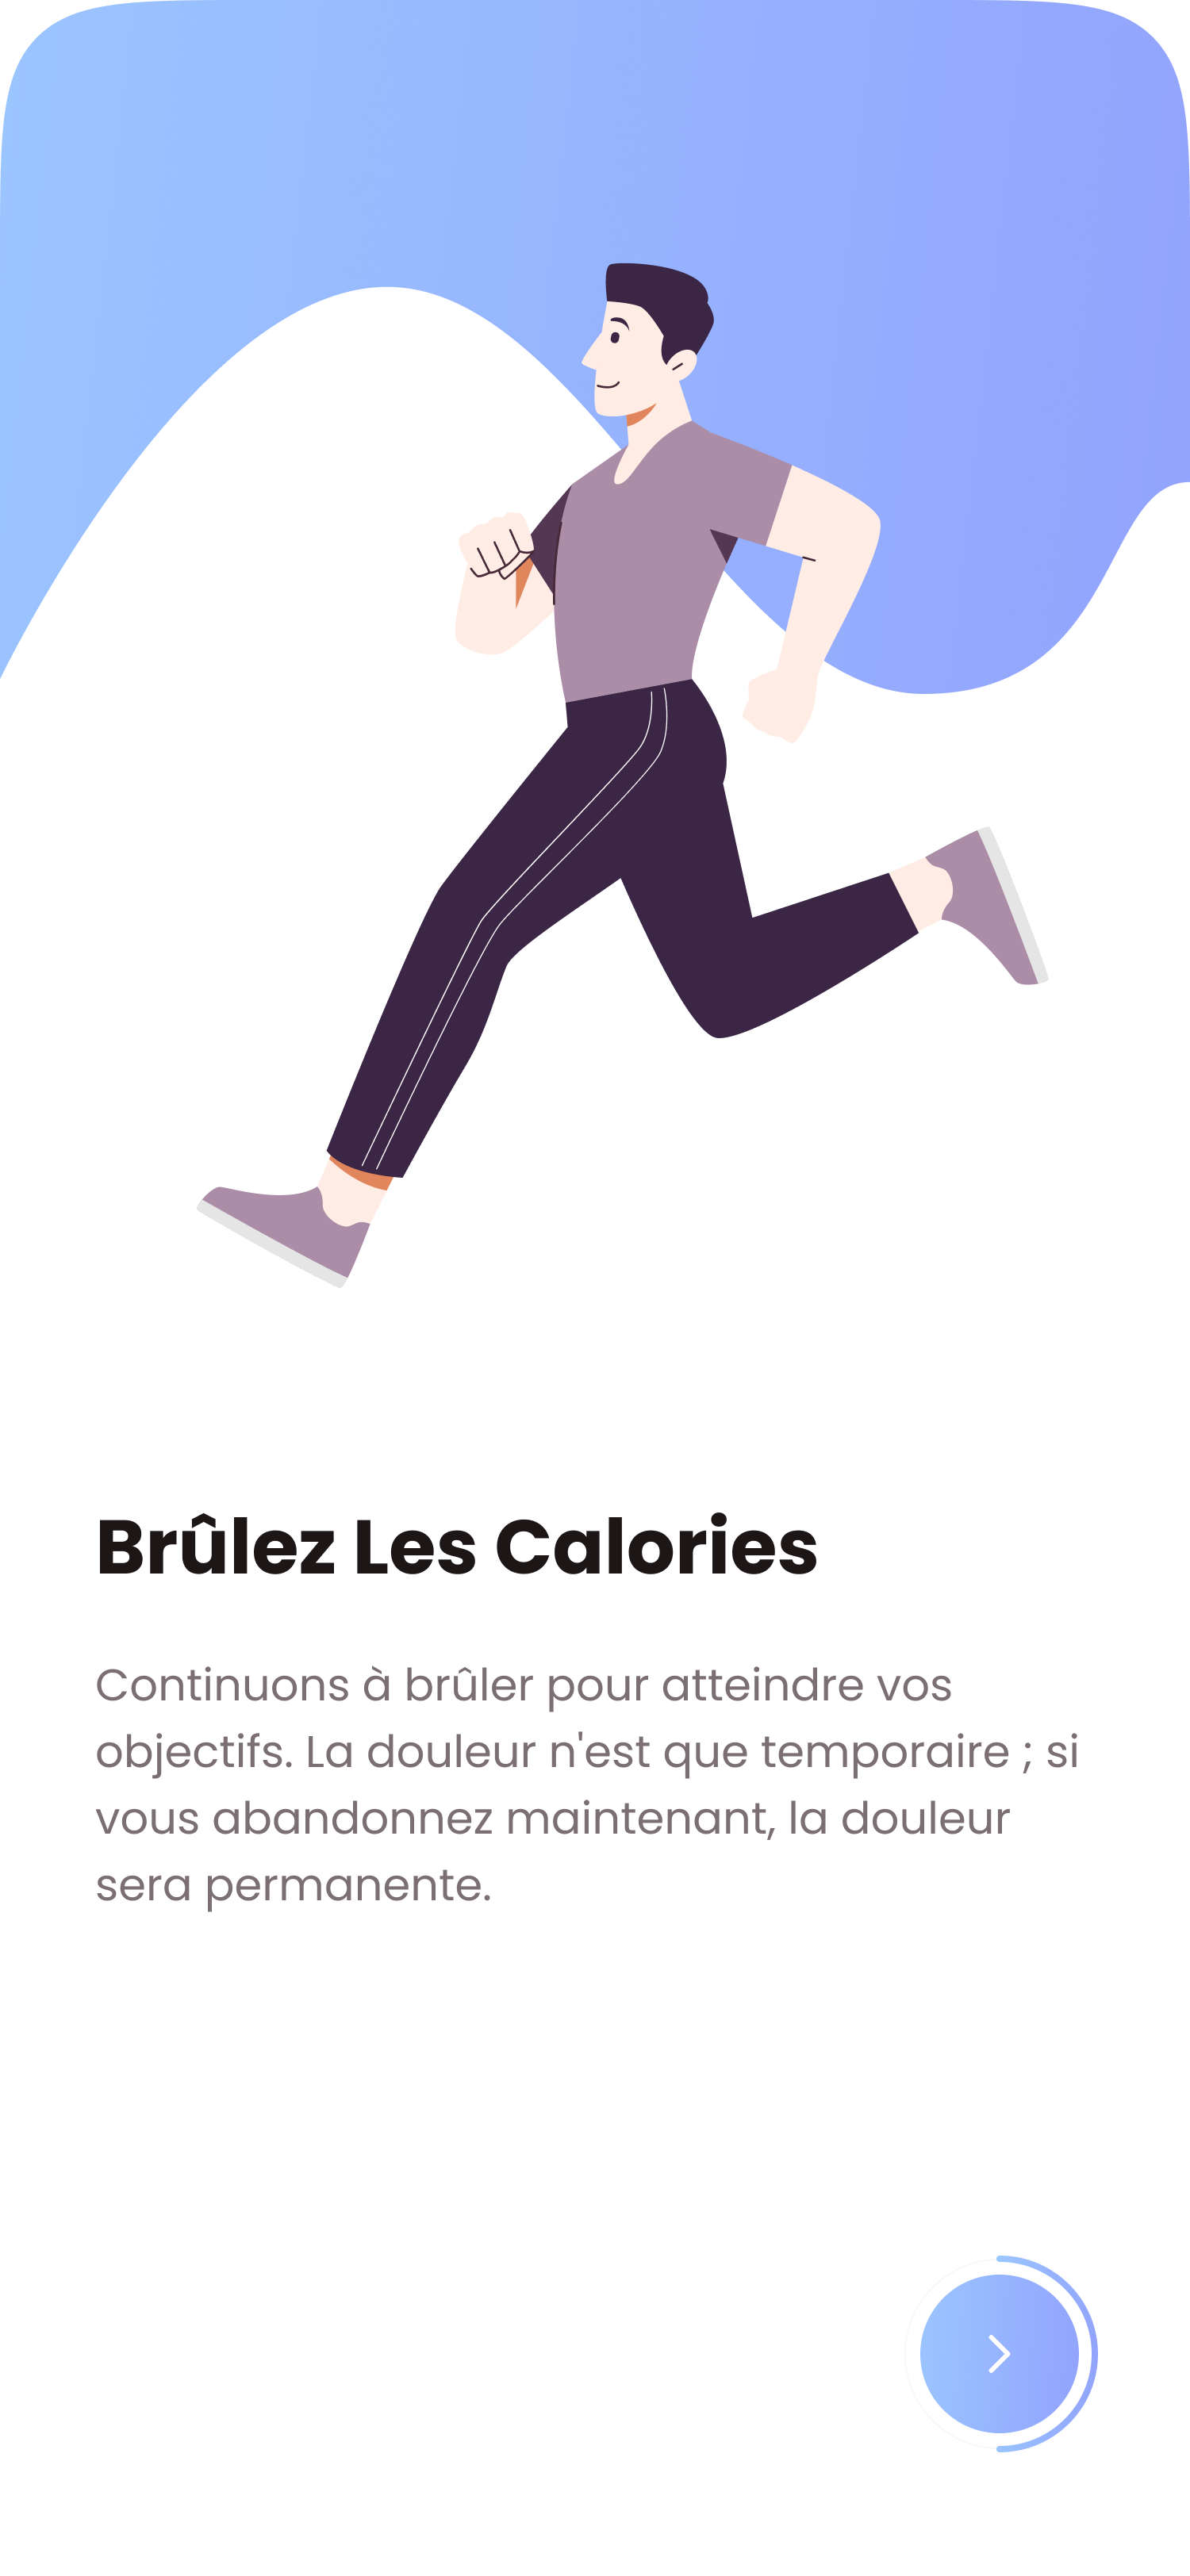 Brûlez Les Calories
Continuons à brûler pour atteindre vos
objectifs. La douleur n'est que temporaire ; si
vous abandonnez maintenant, la douleur
sera permanente.